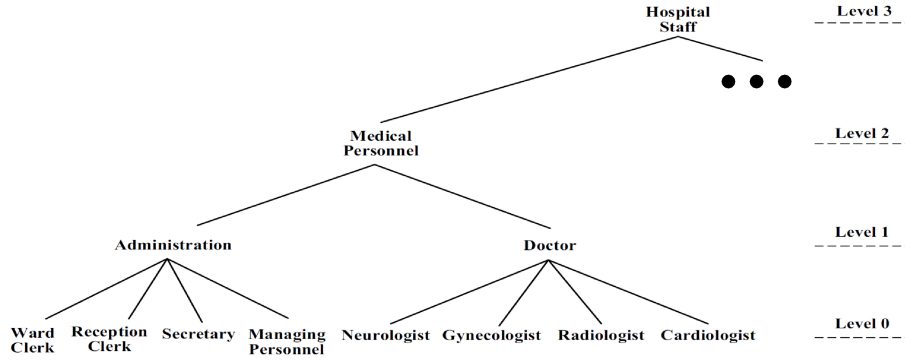 Hospital
Staff
Level 3
Medical
Personnel
Level 2
Administration
Doctor
Level 1
Ward
Clerk
Reception
Clerk
Secretary
Managing
Personnel
Neurologist
Gynecologist
Radiologist
Cardiologist
Level 0